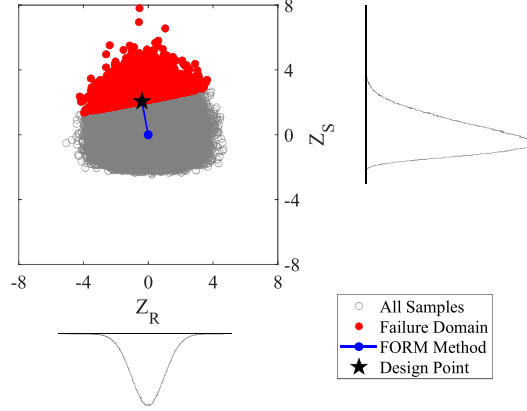 8
4
0
-4
-8
-8
-4
0
4
8
Z_R
Z_S
All Samples
Failure Domain
FORM Method
Design Point